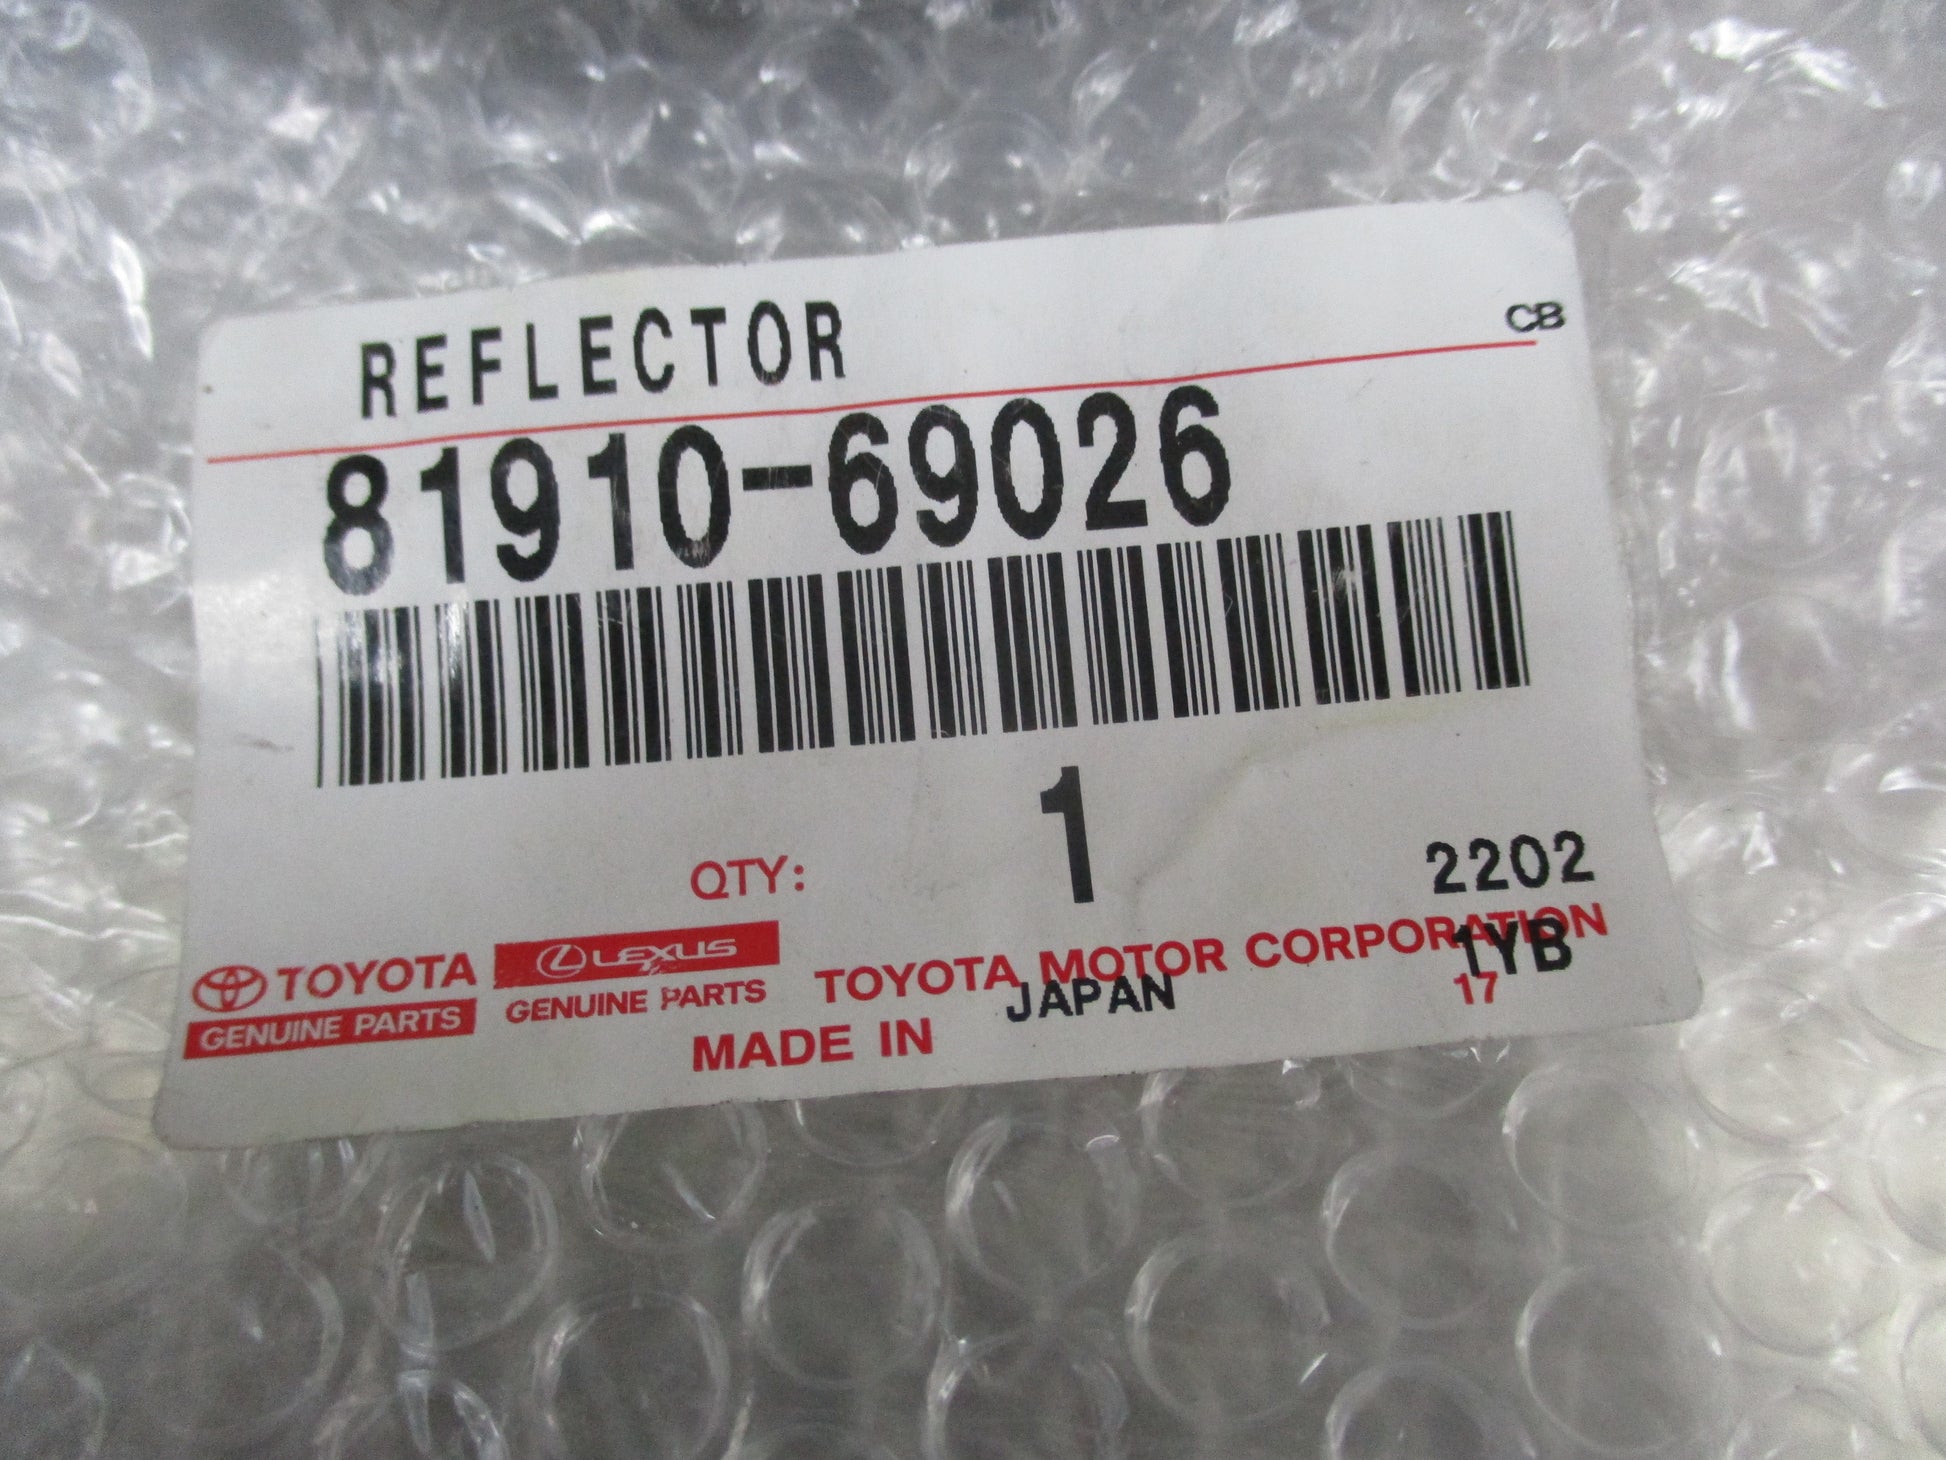 REFLECTOR
CB
81910-69026
QTY: 1
2202
TOYOTA
GENUINE PARTS
LEXUS
GENUINE PARTS
TOYOTA MOTOR CORPORATION
1YB
MADE IN JAPAN
17